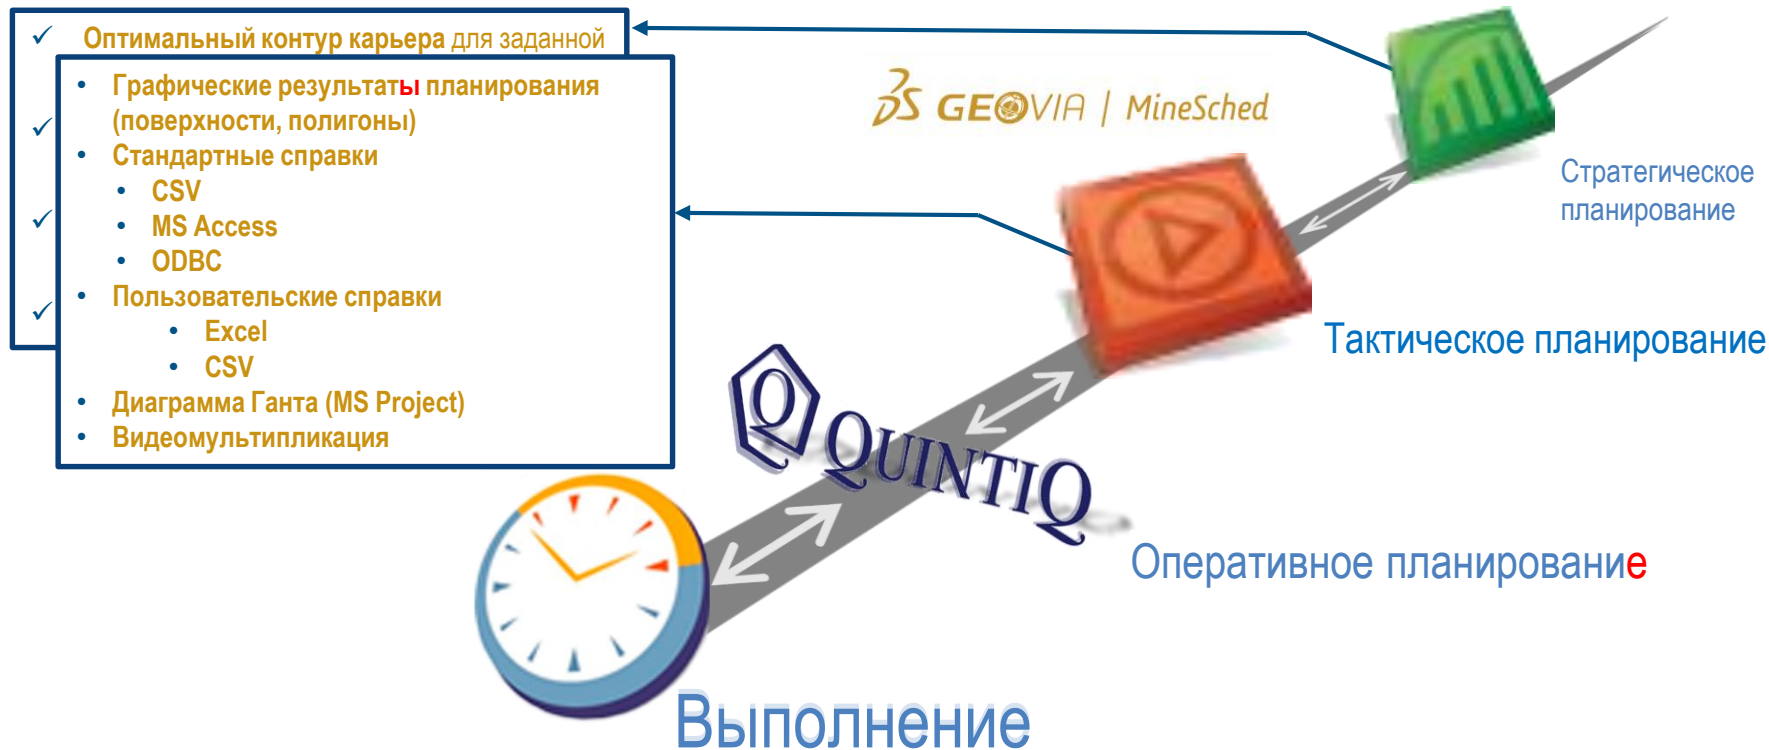 Оптимальный контур карьера для заданной
Графические результаты планирования
(поверхности, полигоны)
Стандартные справки
CSV
MS Access
ODBC
Пользовательские справки
Excel
CSV
Диаграмма Ганта (MS Project)
Видеомультипликация
GEOVIA | MineSched
Стратегическое
планирование
Тактическое планирование
QUINTIQ
Оперативное планирование
Выполнение